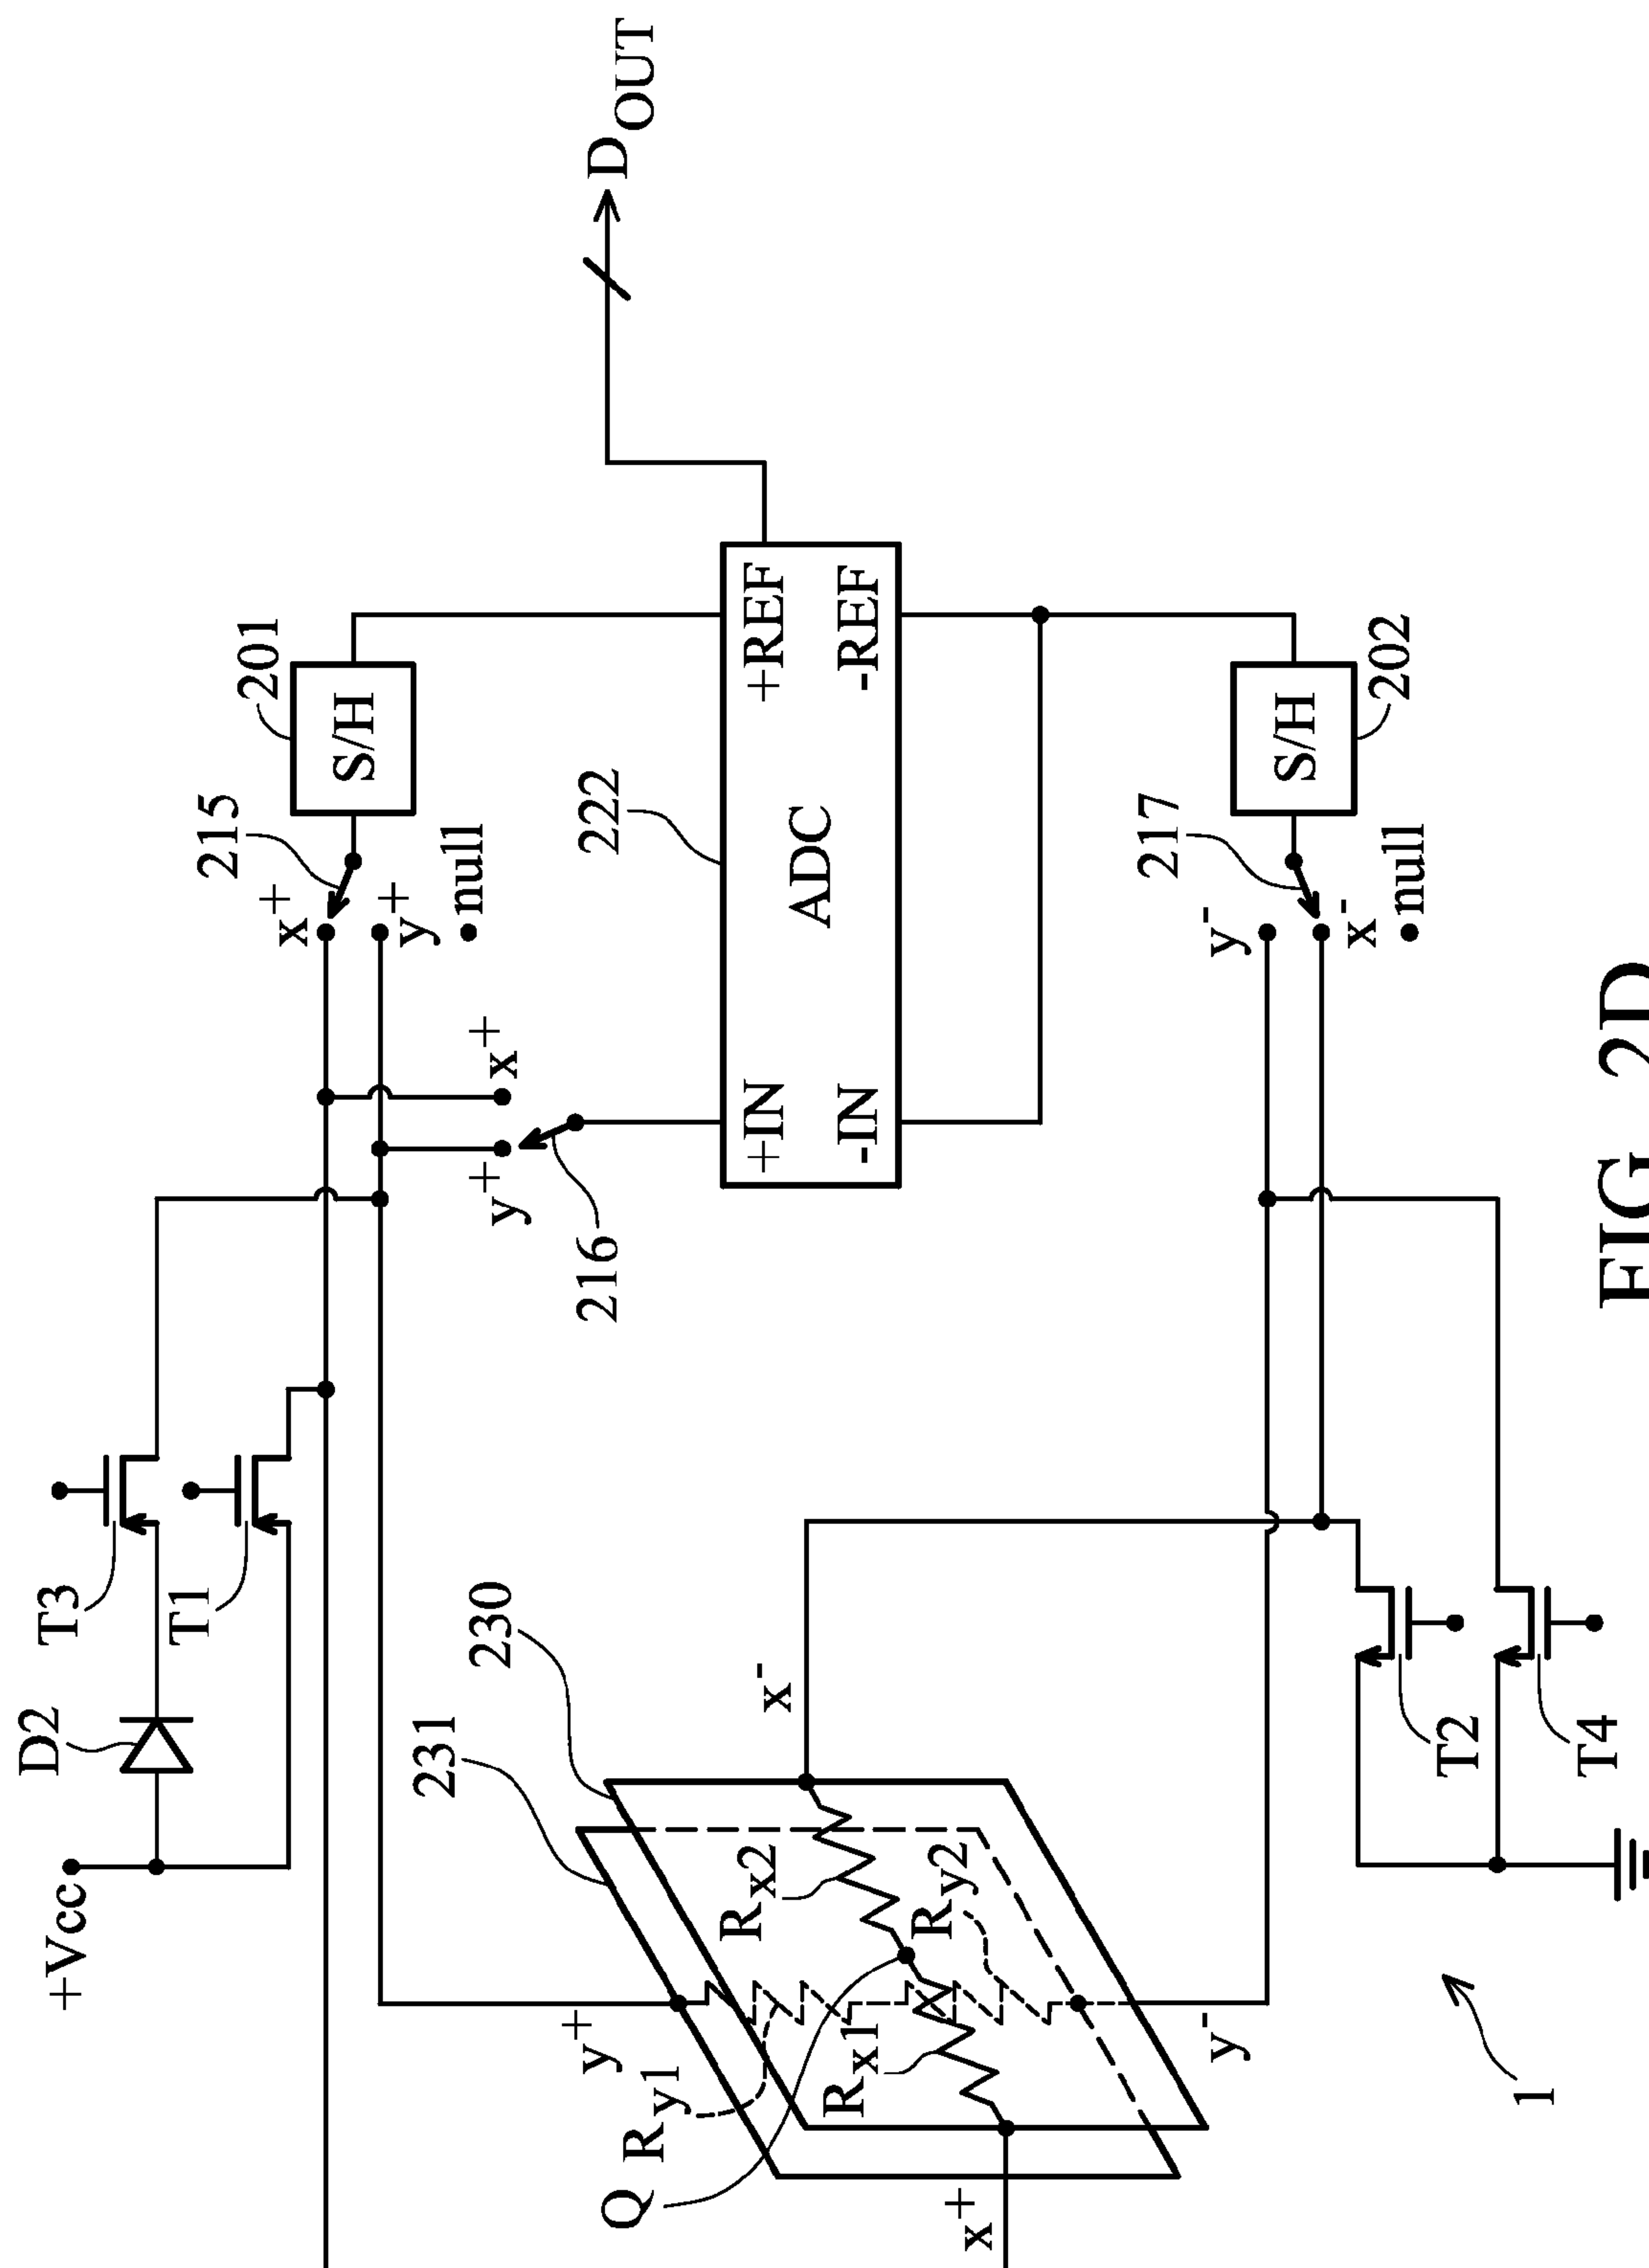 +Vcc
D2
T3
T1
x+
y+
null
215
201
S/H
y+
x+
216
222
+IN
-IN
ADC
+REF
-REF
DOUT
231
230
y+
Ry1
Q
x+
Rx1
Rx2
Ry2
x-
y-
y-
x-
null
217
S/H
202
T2
T4
1
FIG. 2D